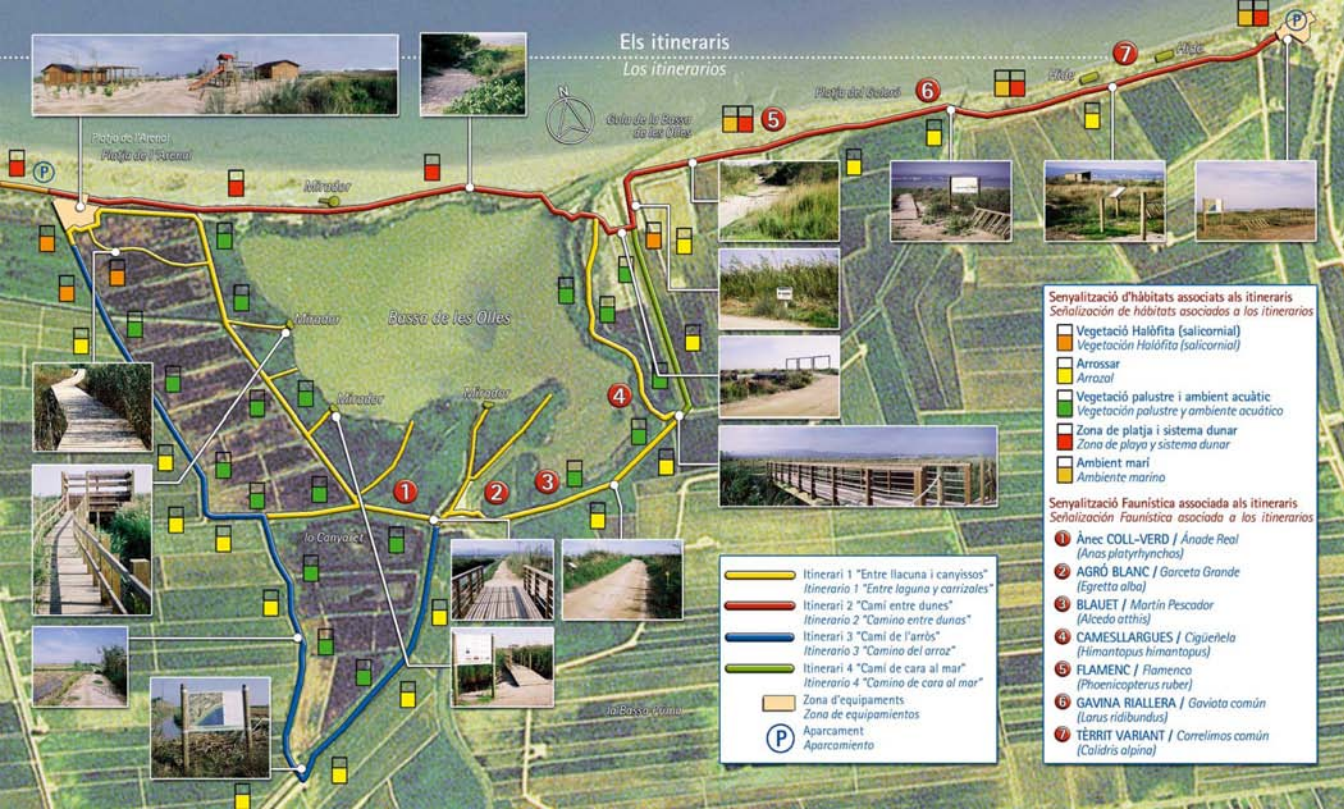 Els itineraris
Los itinerarios
P
7
Hide
Hide
6
Platja del Goleró
5
Gola de la Bassa
de les Olles
N
Platja de l'Arenal
Platja de l'Arenal
P
Mirador
Bassa de les Olles
Mirador
Mirador
Mirador
4
3
2
1
lo Canyaret
la Bassa Puina
Itinerari 1 "Entre llacuna i canyissos"
Itinerario 1 "Entre laguna y carrizales"
Itinerari 2 "Camí entre dunes"
Itinerario 2 "Camino entre dunas"
Itinerari 3 "Camí de l'arròs"
Itinerario 3 "Camino del arroz"
Itinerari 4 "Camí de cara al mar"
Itinerario 4 "Camino de cara al mar"
Zona d'equipaments
Zona de equipamientos
P Aparcament
Aparcamiento
Senyalització d'hàbitats associats als itineraris
Señalización de hábitats asociados a los itinerarios
Vegetació Halòfita (salicornial)
Vegetación Halófita (salicornial)
Arrossar
Arrozal
Vegetació palustre i ambient acuàtic
Vegetación palustre y ambiente acuático
Zona de platja i sistema dunar
Zona de playa y sistema dunar
Ambient marí
Ambiente marino
Senyalització Faunística associada als itineraris
Señalización Faunística asociada a los itinerarios
1 Ànec COLL-VERD / Ánade Real
(Anas platyrhynchos)
2 AGRÓ BLANC / Garceta Grande
(Egretta alba)
3 BLAUET / Martín Pescador
(Alcedo atthis)
4 CAMESLLARGUES / Cigüeñela
(Himantopus himantopus)
5 FLAMENC / Flamenco
(Phoenicopterus ruber)
6 GAVINA RIALLERA / Gaviota común
(Larus ridibundus)
7 TÈRRIT VARIANT / Correlimos común
(Calidris alpina)